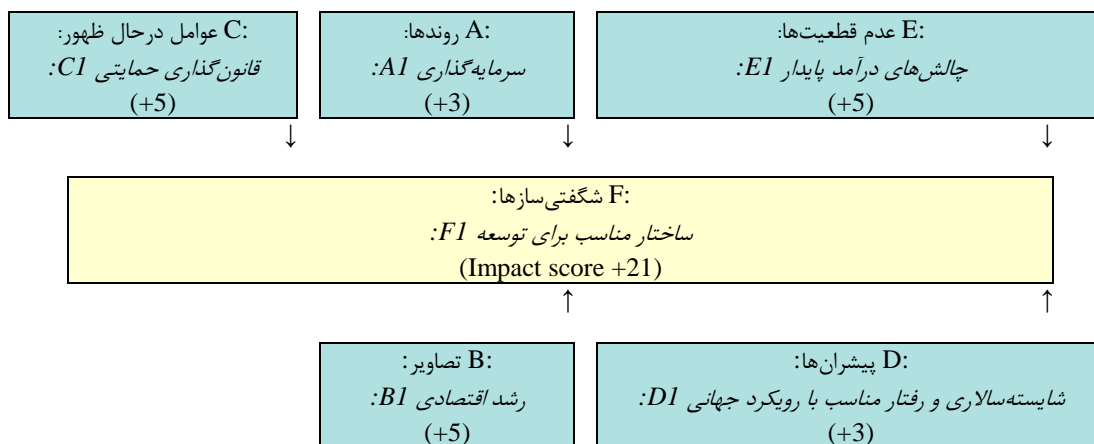 C: عوامل درحال ظهور:
C1: قانون‌گذاری حمایتی
(+5)
A: روندها:
A1: سرمایه‌گذاری
(+3)
E: عدم قطعیت‌ها:
E1: چالش‌های درآمد پایدار
(+5)
↓
↓
↓
F: شگفتی‌سازها:
F1: ساختار مناسب برای توسعه
(Impact score +21)
↑
↑
B: تصاویر:
B1: رشد اقتصادی
(+5)
D: پیشران‌ها:
D1: شایسته‌سالاری و رفتار مناسب با رویکرد جهانی
(+3)